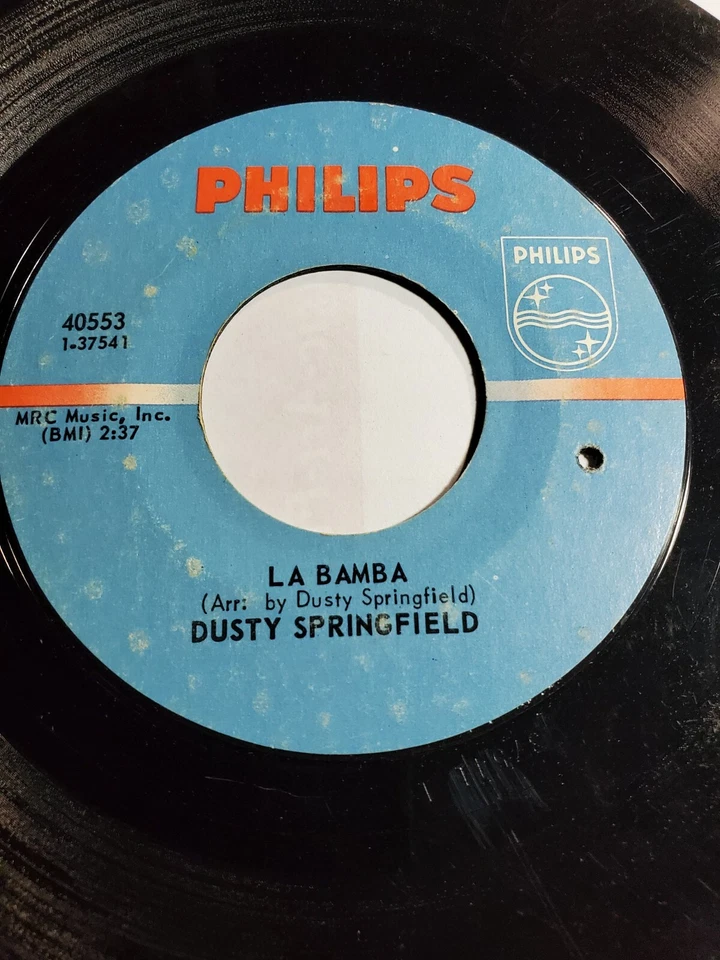 PHILIPS
PHILIPS
40553
1-37541
MRC Music, Inc.
(BMI) 2:37
LA BAMBA
(Arr: by Dusty Springfield)
DUSTY SPRINGFIELD